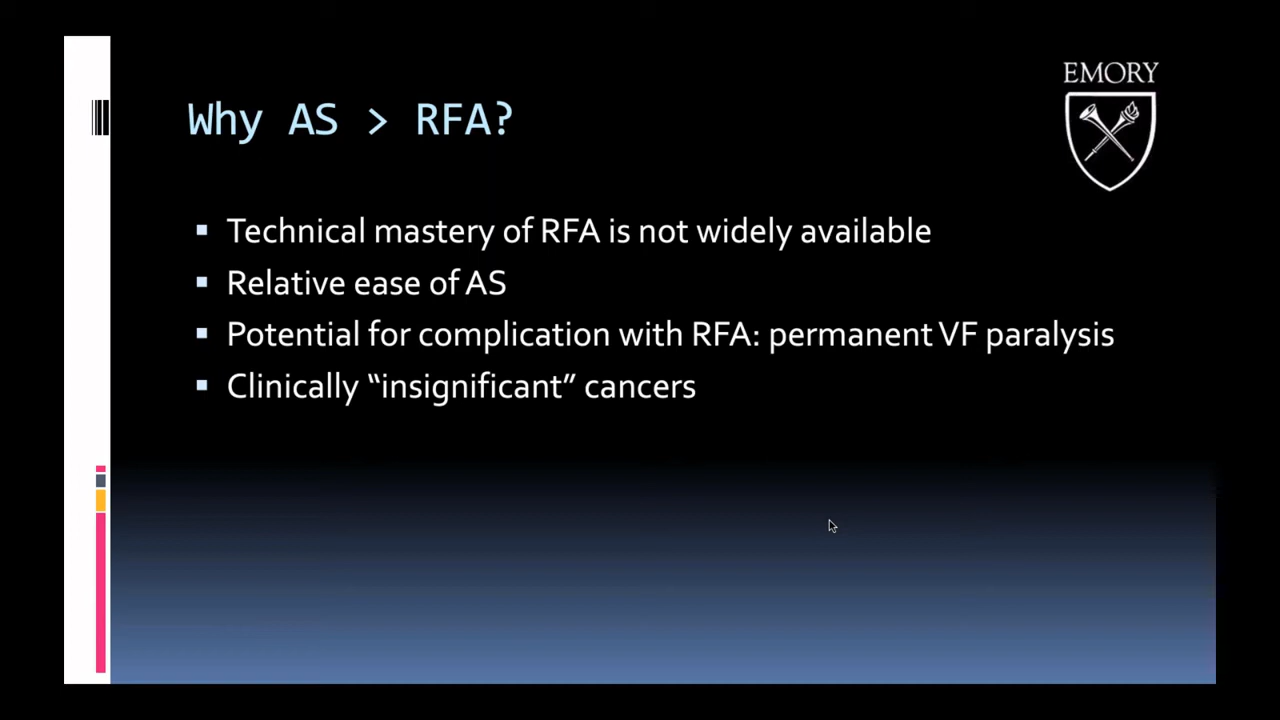 EMORY
Why AS > RFA?
Technical mastery of RFA is not widely available
Relative ease of AS
Potential for complication with RFA: permanent VF paralysis
Clinically “insignificant” cancers